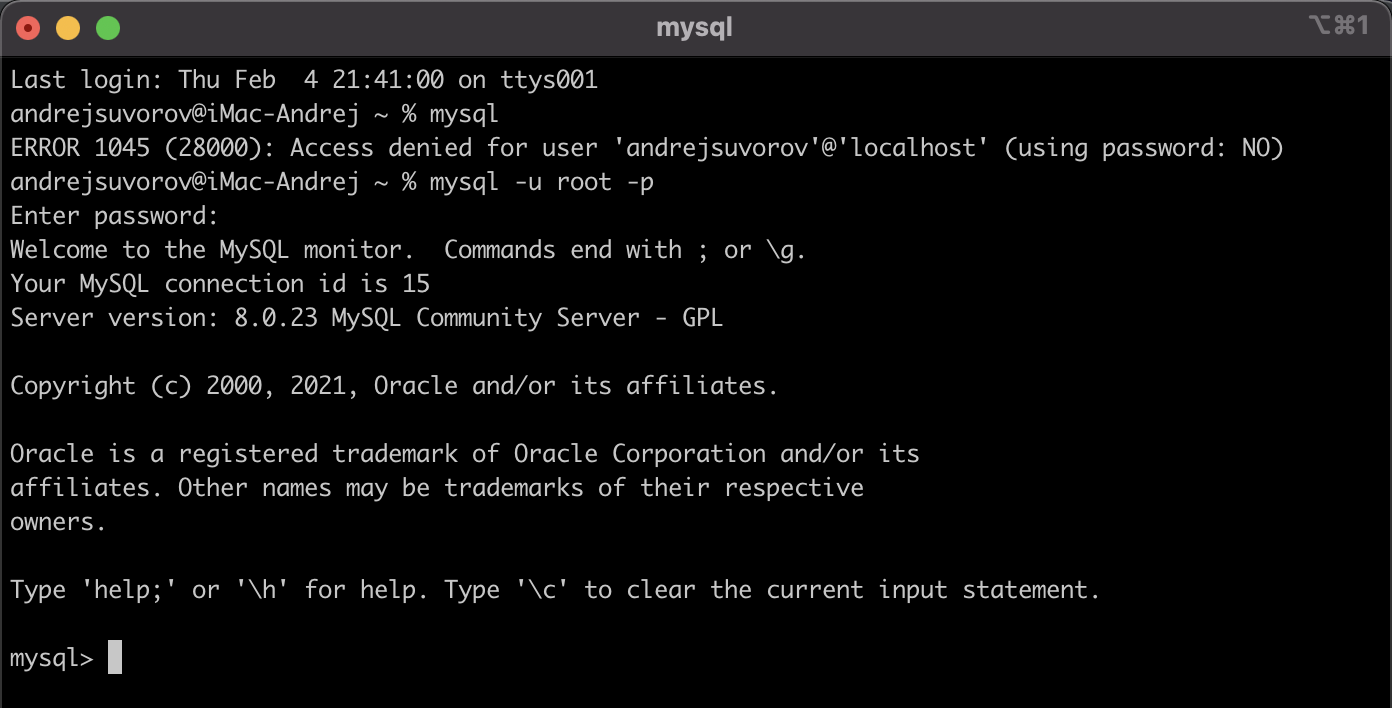 mysql
⌥⌘1
Last login: Thu Feb  4 21:41:00 on ttys001
andrejsuvorov@iMac-Andrej ~ % mysql
ERROR 1045 (28000): Access denied for user 'andrejsuvorov'@'localhost' (using password: NO)
andrejsuvorov@iMac-Andrej ~ % mysql -u root -p
Enter password:
Welcome to the MySQL monitor.  Commands end with ; or \g.
Your MySQL connection id is 15
Server version: 8.0.23 MySQL Community Server - GPL

Copyright (c) 2000, 2021, Oracle and/or its affiliates.

Oracle is a registered trademark of Oracle Corporation and/or its
affiliates. Other names may be trademarks of their respective
owners.

Type 'help;' or '\h' for help. Type '\c' to clear the current input statement.

mysql>